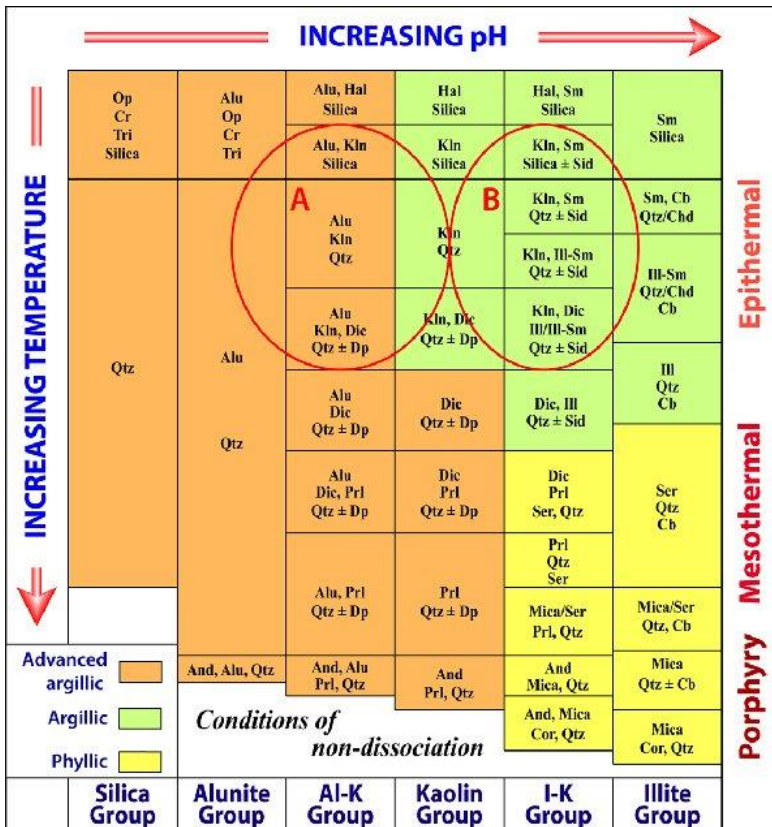 INCREASING pH
INCREASING TEMPERATURE
Op
Cr
Tri
Silica
Qtz
Alu
Op
Cr
Tri
Alu
Qtz
And, Alu, Qtz
Alu, Hal
Silica
Alu, Kln
Silica
A
Alu
Kln
Qtz
Alu
Kln, Dic
Qtz ± Dp
Alu
Dic
Qtz ± Dp
Alu
Dic, Prl
Qtz ± Dp
Alu, Prl
Qtz ± Dp
And, Alu
Prl, Qtz
Hal
Silica
Kln
Silica
Kln
Qtz
Kln, Dic
Qtz ± Dp
Dic
Qtz ± Dp
Dic
Prl
Qtz ± Dp
Prl
Qtz ± Dp
And
Prl, Qtz
Hal, Sm
Silica
Kln, Sm
Silica ± Sid
B
Kln, Sm
Qtz ± Sid
Kln, Ill-Sm
Qtz ± Sid
Kln, Dic
Ill/Ill-Sm
Qtz ± Sid
Dic, Ill
Qtz ± Sid
Dic
Prl
Ser, Qtz
Prl
Qtz
Ser
Mica/Ser
Prl, Qtz
And
Mica, Qtz
And, Mica
Cor, Qtz
Sm
Silica
Sm, Cb
Qtz/Chd
Ill-Sm
Qtz/Chd
Cb
Ill
Qtz
Cb
Ser
Qtz
Cb
Mica/Ser
Qtz, Cb
Mica
Qtz ± Cb
Mica
Cor, Qtz
Epithermal
Mesothermal
Porphyry
Advanced
argillic
Argillic
Phyllic
Conditions of
non-dissociation
Silica
Group
Alunite
Group
Al-K
Group
Kaolin
Group
I-K
Group
Illite
Group